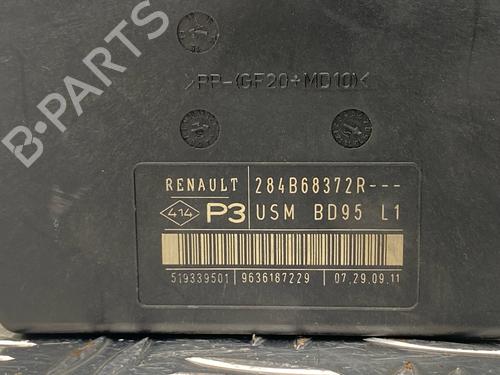 >PP-(GF20+MD10)<
RENAULT 284B68372R---
414 P3 USM BD95 L1
519339501 9636187229 07.29.09.11
B-PARTS